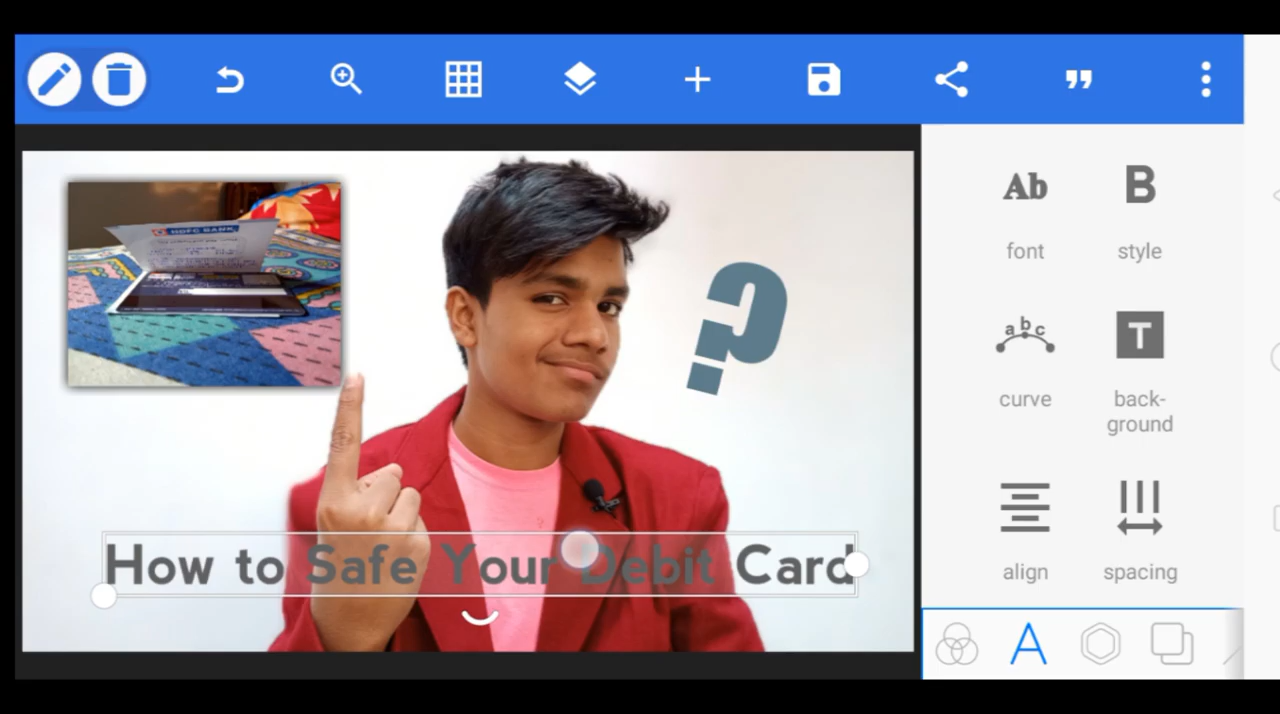 HDFC BANK
?
How to Safe Your Debit Card
Ab
font
B
style
abc
curve
T
back-
ground
align
spacing
A